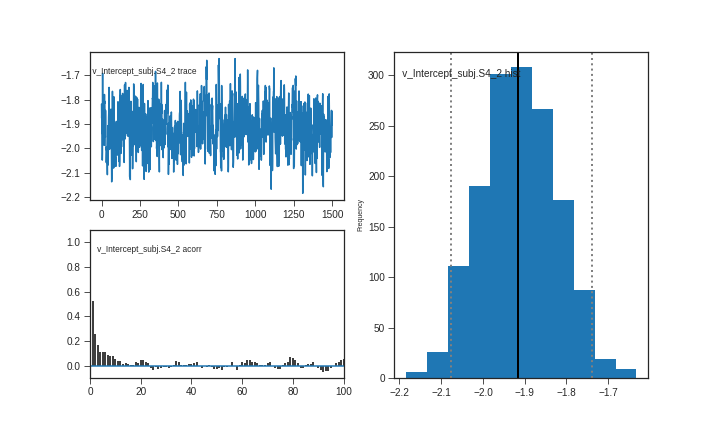 v_Intercept_subj.S4_2 trace
−1.7
−1.8
−1.9
−2.0
−2.1
−2.2
0 250 500 750 1000 1250 1500
v_Intercept_subj.S4_2 acorr
1.0
0.8
0.6
0.4
0.2
0.0
0 20 40 60 80 100
v_Intercept_subj.S4_2 hist
Frequency
300
250
200
150
100
50
0
−2.2 −2.1 −2.0 −1.9 −1.8 −1.7